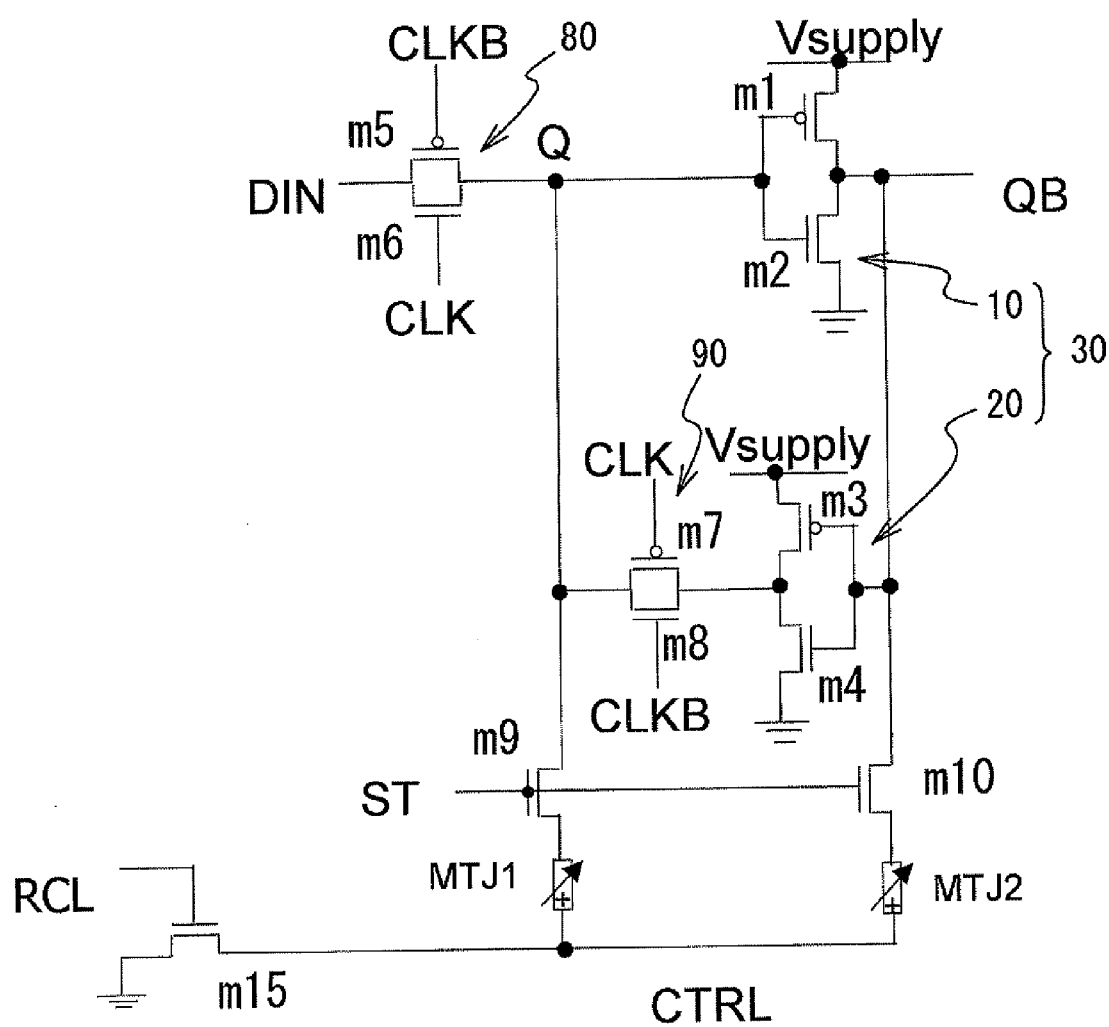 CLKB
80
Vsupply
m5
m1
Q
DIN
QB
m6
m2
CLK
10
30
90
20
Vsupply
CLK
m3
m7
m8
m4
CLKB
m9
ST
m10
MTJ1
MTJ2
+
+
RCL
m15
CTRL